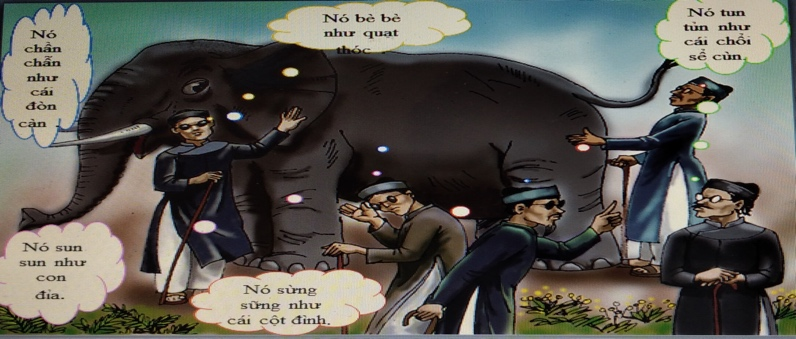 Nó
chần
chẫn
như
cái
đòn
càn
Nó bè bè
như quạt
thóc
Nó tun
tủn như
cái chổi
sể cùn.
Nó sun
sun như
con
đỉa.
Nó sừng
sững như
cái cột đình.